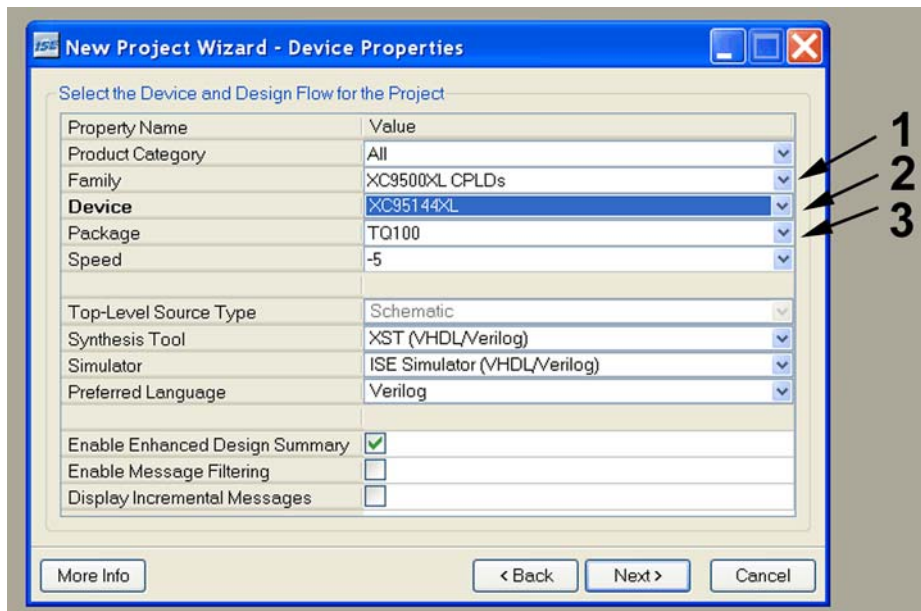 ISE New Project Wizard - Device Properties
Select the Device and Design Flow for the Project
Property Name Value
Product Category All
Family XC9500XL CPLDs
Device XC95144XL
Package TQ100
Speed -5
Top-Level Source Type Schematic
Synthesis Tool XST (VHDL/Verilog)
Simulator ISE Simulator (VHDL/Verilog)
Preferred Language Verilog
Enable Enhanced Design Summary
Enable Message Filtering
Display Incremental Messages
More Info < Back Next > Cancel
1
2
3